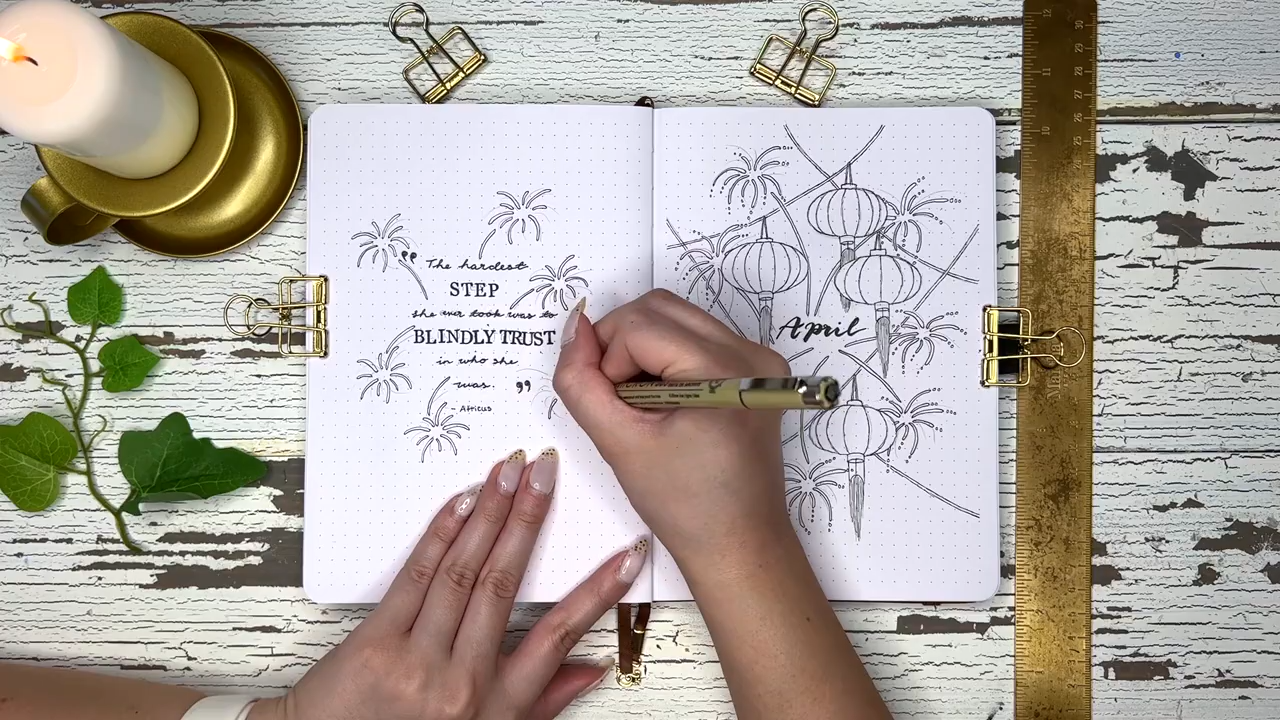 ❞ The hardest
STEP
she ever took was to
BLINDLY TRUST
in who she
was. ❞
- Atticus
April